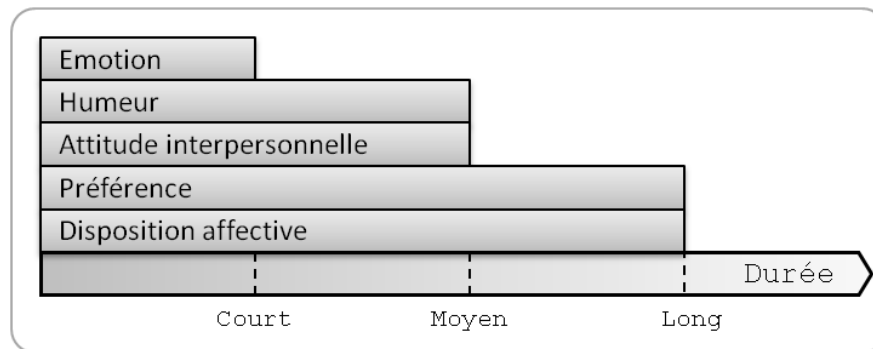 Emotion
Humeur
Attitude interpersonnelle
Préférence
Disposition affective
Durée
Court Moyen Long